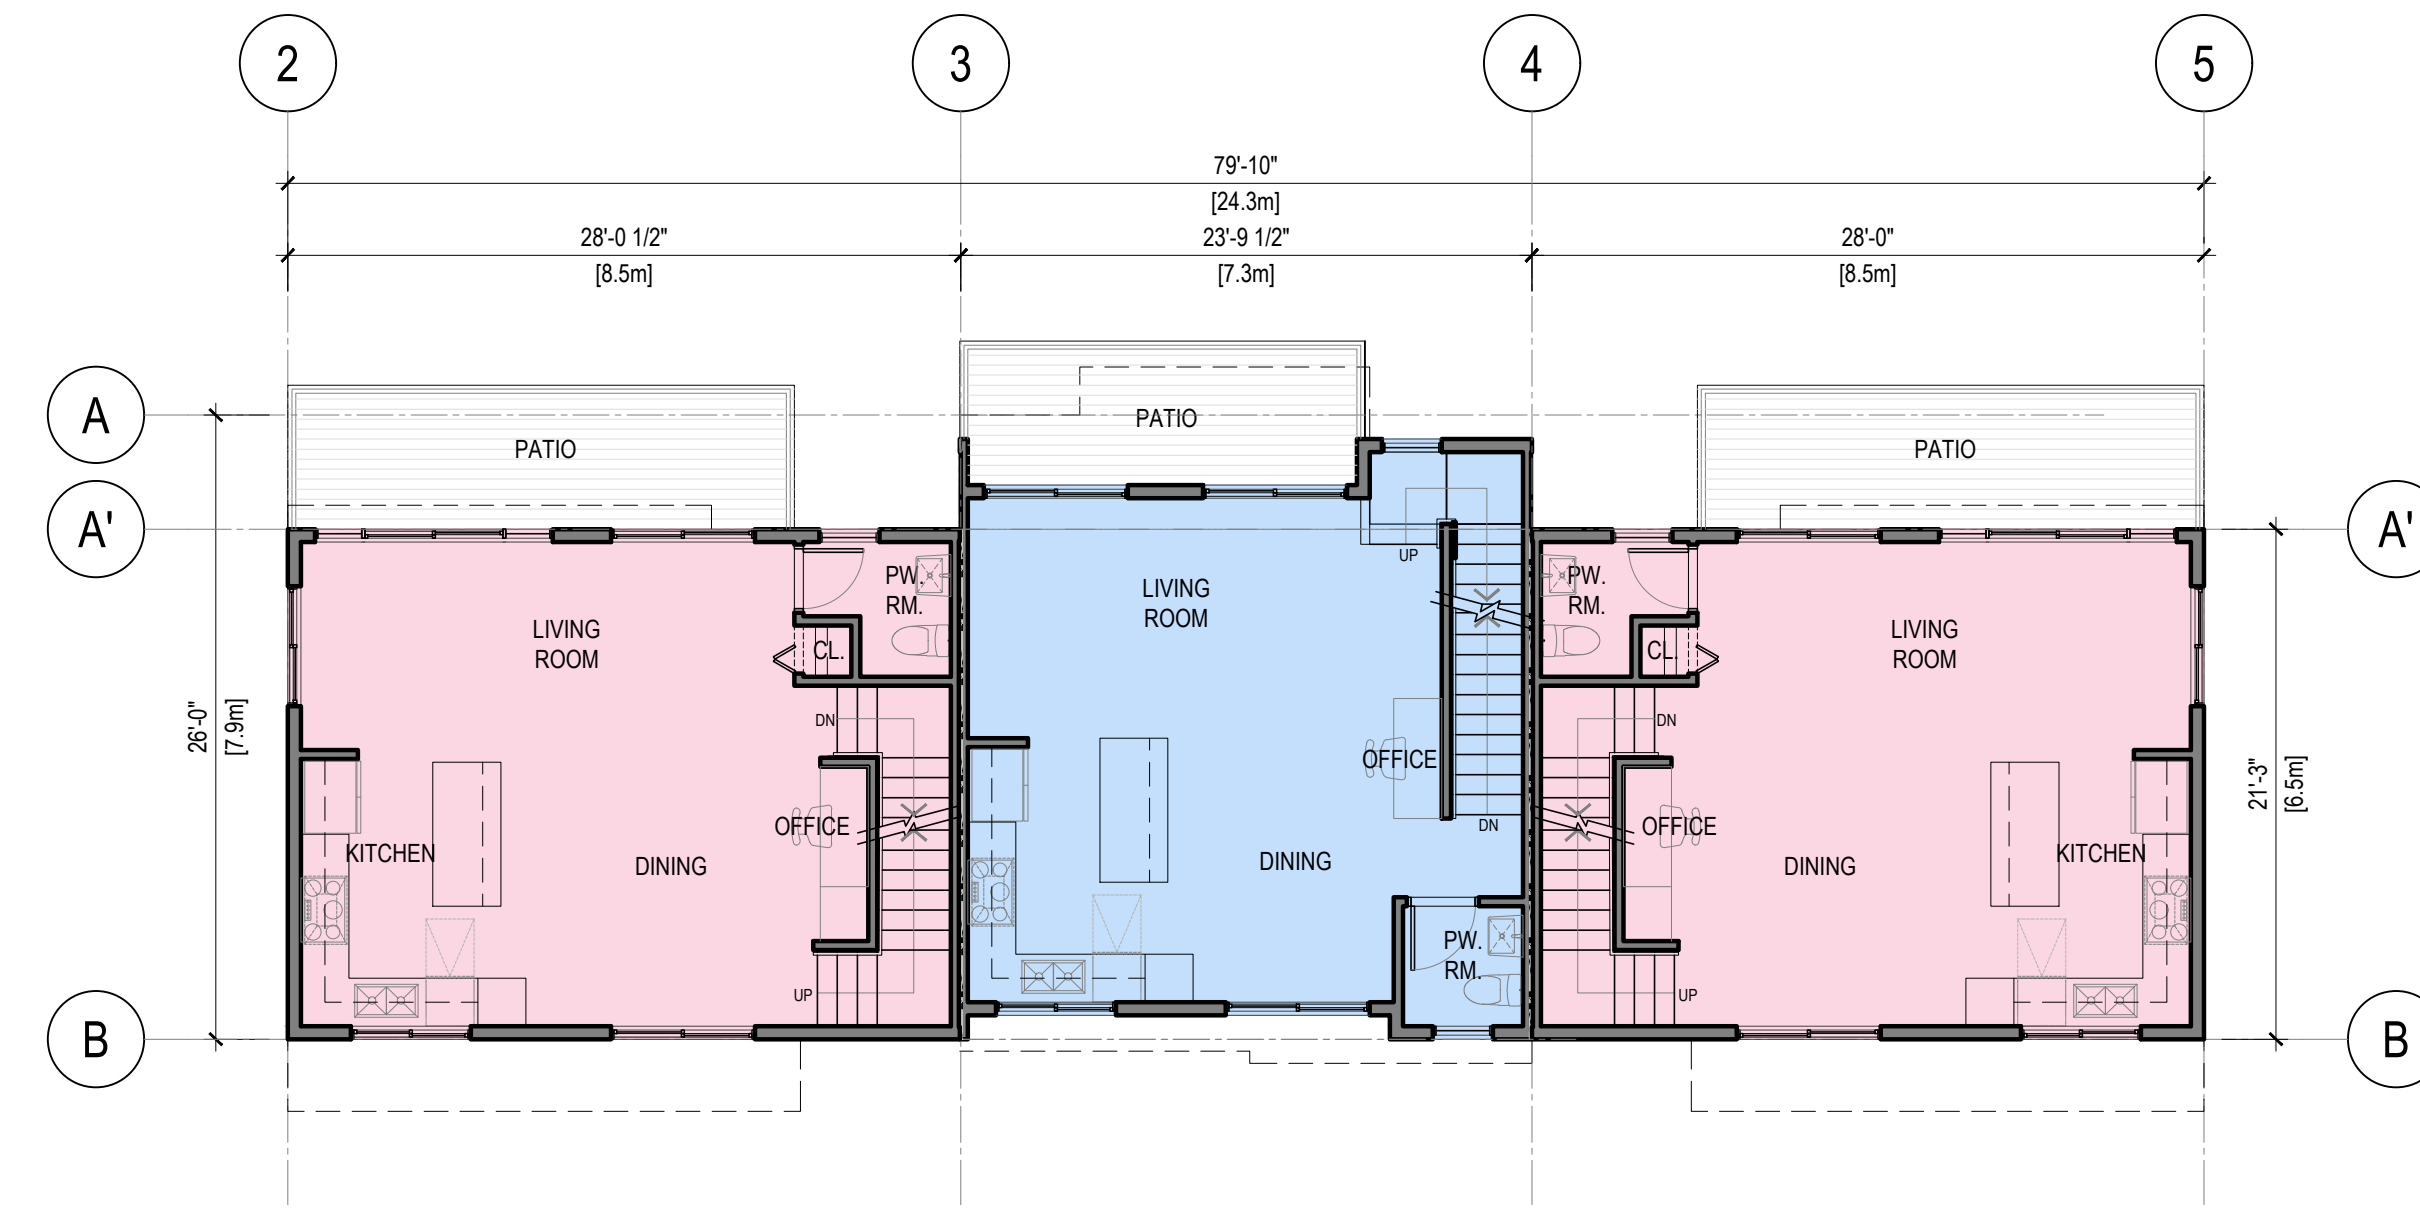 2
3
4
5
79'-10"
[24.3m]
28'-0 1/2"
23'-9 1/2"
28'-0"
[8.5m]
[7.3m]
[8.5m]
A
PATIO
PATIO
PATIO
A'
A'
UP
PW.
RM.
LIVING
ROOM
PW.
RM.
LIVING
ROOM
CL.
CL.
LIVING
ROOM
26'-0"
[7.9m]
DN
DN
OFFICE
21'-3"
[6.5m]
OFFICE
DN
OFFICE
KITCHEN
DINING
DINING
DINING
KITCHEN
PW.
RM.
UP
UP
B
B